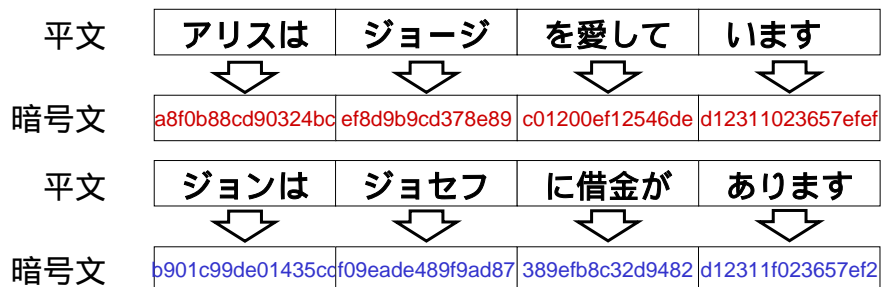 平文 アリスは ジョージ を愛して います
暗号文 a8f0b88cd90324bc ef8d9b9cd378e89 c01200ef12546de d12311023657efef
平文 ジョンは ジョセフ に借金が あります
暗号文 b901c99de01435cd f09eade489f9ad87 389efb8c32d9482 d12311f023657ef2